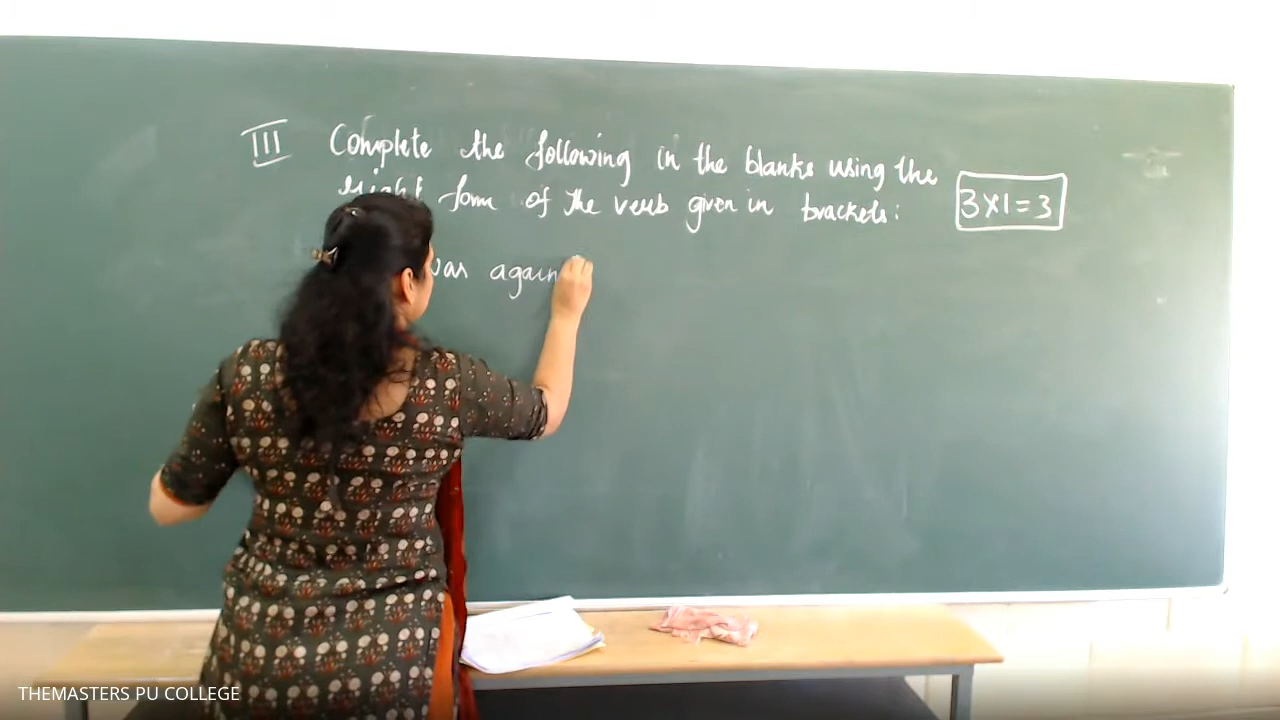 III Complete the following in the blanks using the
right form of the verb given in brackets:
3x1=3
again
THEMASTERS PU COLLEGE